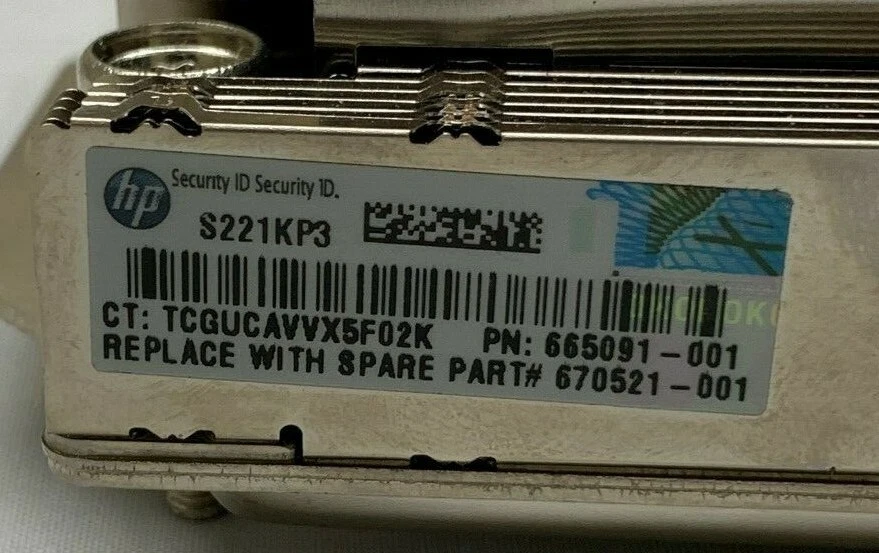 hp
Security ID Security ID.
S221KP3
CT: TCGUCAVVX5F02K PN: 665091-001
REPLACE WITH SPARE PART# 670521-001